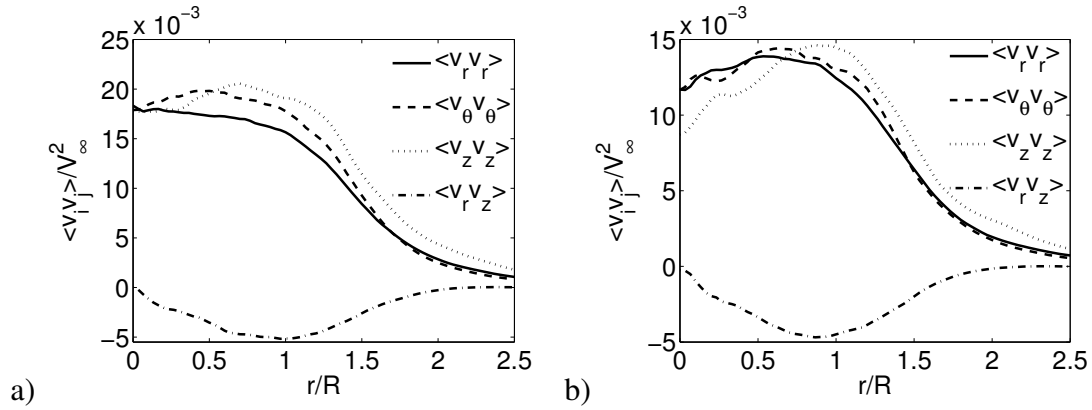 x 10⁻³
25
20
15
10
5
0
−5
0 0.5 1 1.5 2 2.5
r/R
<v_i v_j>/V²_∞
<v_r v_r>
<v_θ v_θ>
<v_z v_z>
<v_r v_z>
a)
x 10⁻³
15
10
5
0
−5
0 0.5 1 1.5 2 2.5
r/R
<v_i v_j>/V²_∞
<v_r v_r>
<v_θ v_θ>
<v_z v_z>
<v_r v_z>
b)